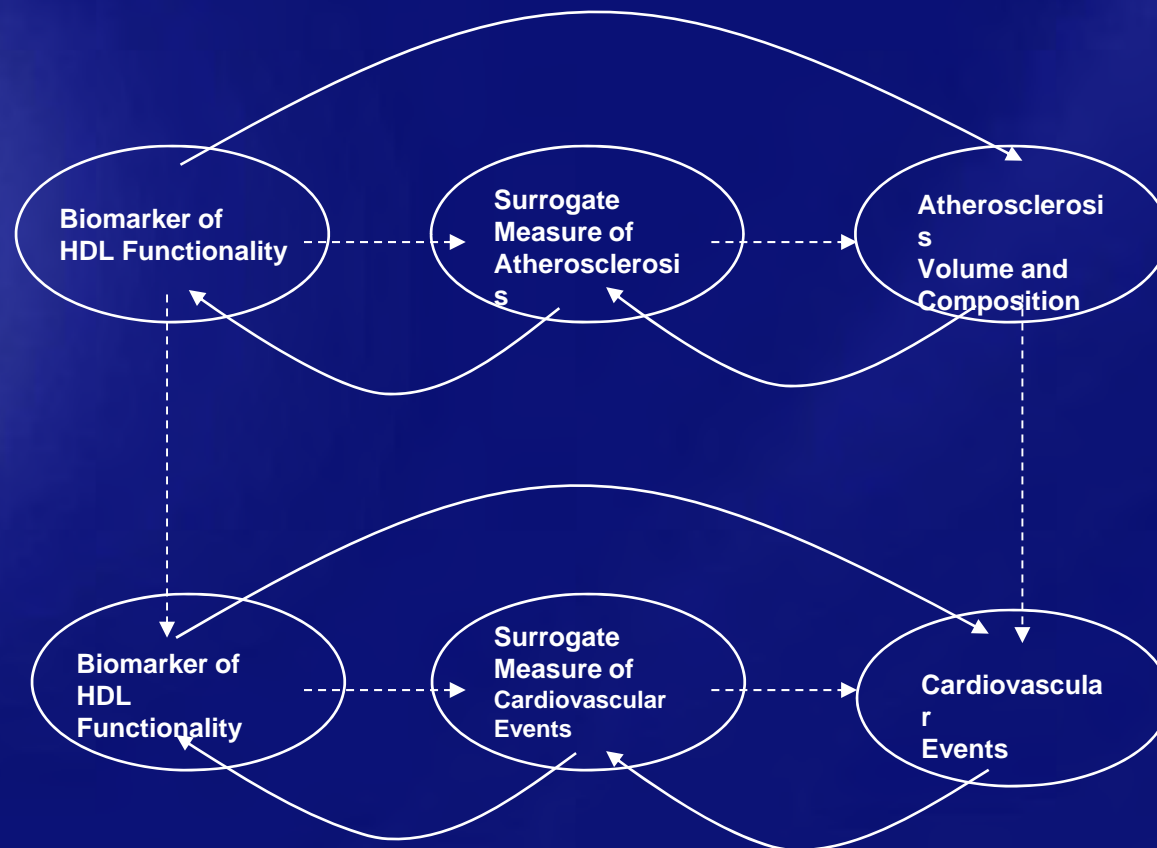 Biomarker of
HDL Functionality
Surrogate
Measure of
Atherosclerosi
s
Atherosclerosi
s
Volume and
Composition
Biomarker of
HDL
Functionality
Surrogate
Measure of
Cardiovascular
Events
Cardiovascula
r
Events